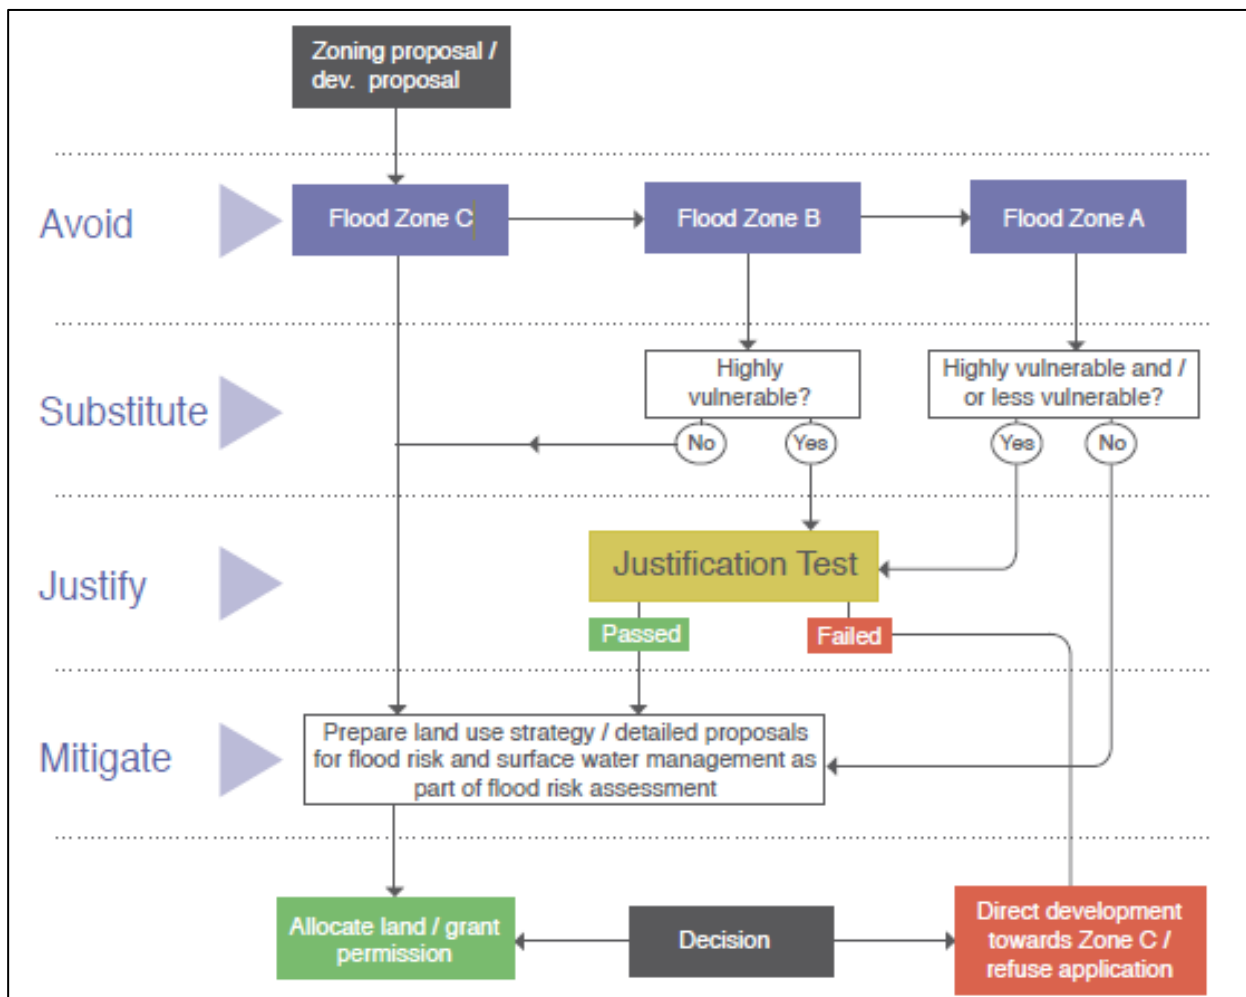 Zoning proposal /
dev. proposal
Avoid
Flood Zone C
Flood Zone B
Flood Zone A
Substitute
Highly
vulnerable?
Highly vulnerable and /
or less vulnerable?
No
Yes
Yes
No
Justify
Justification Test
Passed
Failed
Mitigate
Prepare land use strategy / detailed proposals
for flood risk and surface water management as
part of flood risk assessment
Allocate land / grant
permission
Decision
Direct development
towards Zone C /
refuse application